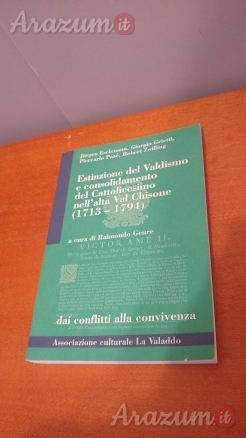 Arazum.it
Jürgen Eschmann, Giorgio Grietti,
Piercarlo Pazé, Robert Zwilling
Estinzione del Valdismo
e consolidamento
del Cattolicesimo
nell'alta Val Chisone
(1713 – 1794)
a cura di Raimondo Genre
VICTOR AME II.
dai conflitti alla convivenza
Associazione culturale La Valaddo
Arazum.it